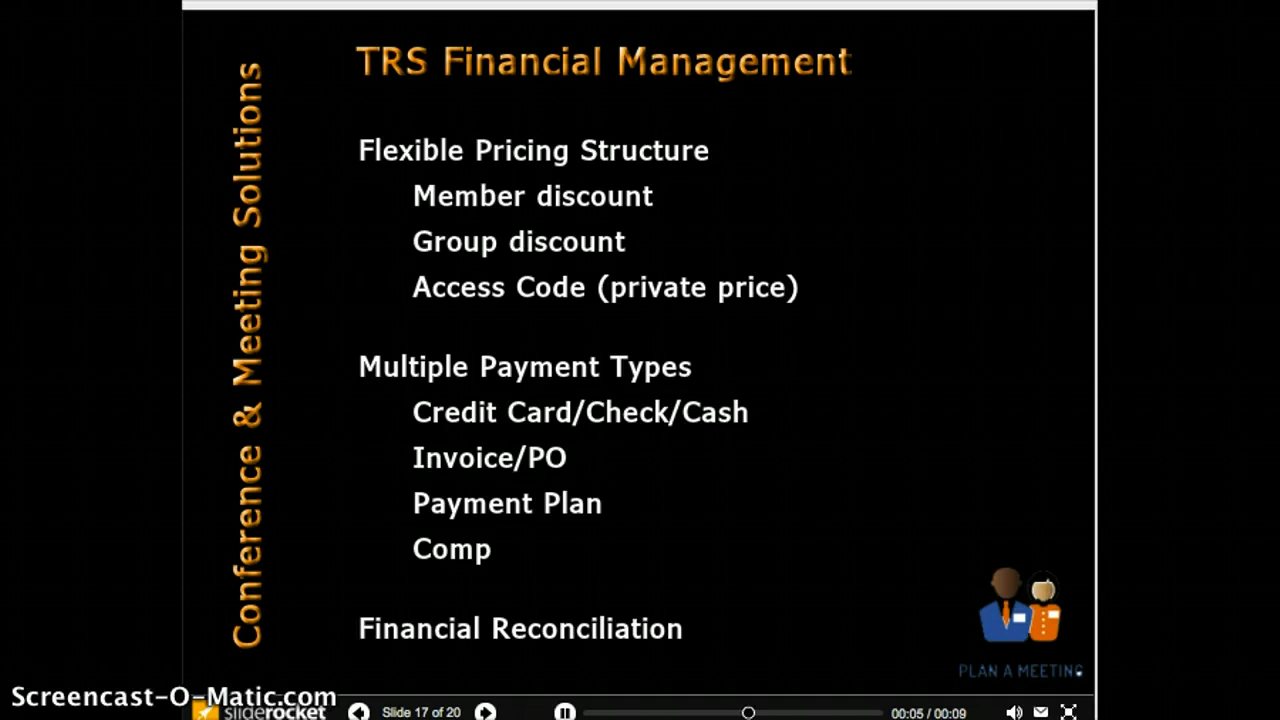 TRS Financial Management
Conference & Meeting Solutions
Flexible Pricing Structure
Member discount
Group discount
Access Code (private price)
Multiple Payment Types
Credit Card/Check/Cash
Invoice/PO
Payment Plan
Comp
Financial Reconciliation
PLAN A MEETING
Screencast-O-Matic.com
sliderocket
Slide 17 of 20
00:05 / 00:09